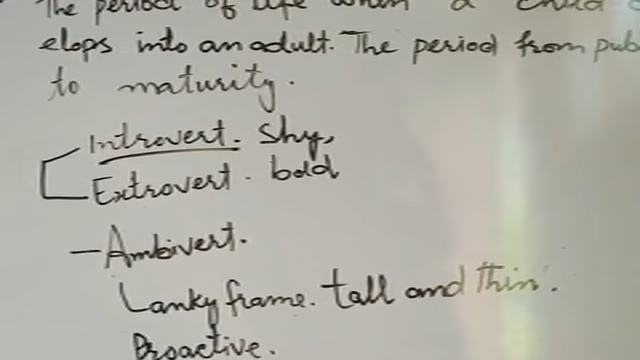 The period of life when a child
elops into an adult. The period from pub
to maturity.
Introvert. Shy,
Extrovert. bold
- Ambivert.
Lanky frame. tall and thin.
Proactive.